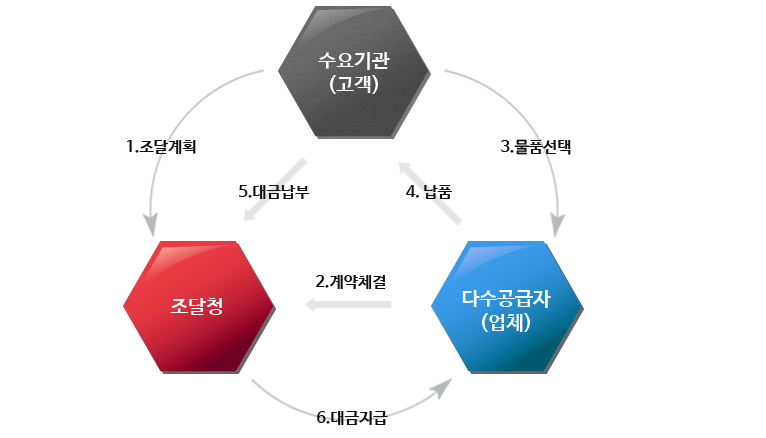 수요기관
(고객)
1.조달계획
3.물품선택
5.대금납부
4. 납품
2.계약체결
조달청
다수공급자
(업체)
6.대금지급